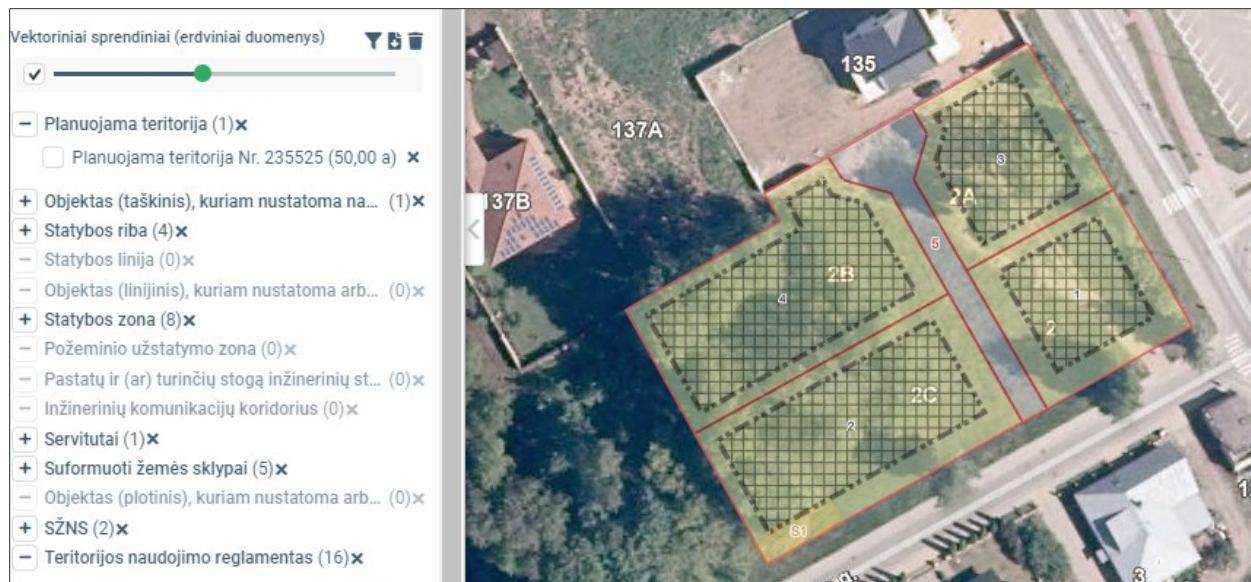 Vektoriniai sprendiniai (erdviniai duomenys)
Planuojama teritorija (1)
Planuojama teritorija Nr. 235525 (50,00 a)
Objektas (taškinis), kuriam nustatoma na... (1)
Statybos riba (4)
Statybos linija (0)
Objektas (linijinis), kuriam nustatoma arb... (0)
Statybos zona (8)
Požeminio užstatymo zona (0)
Pastatų ir (ar) turinčių stogą inžinerinių st... (0)
Inžinerinių komunikacijų koridorius (0)
Servitutai (1)
Suformuoti žemės sklypai (5)
Objektas (plotinis), kuriam nustatoma arb... (0)
SŽNS (2)
Teritorijos naudojimo reglamentas (16)
135
137A
137B
3
2A
5
2B
4
1
2
2C
2
S1
3